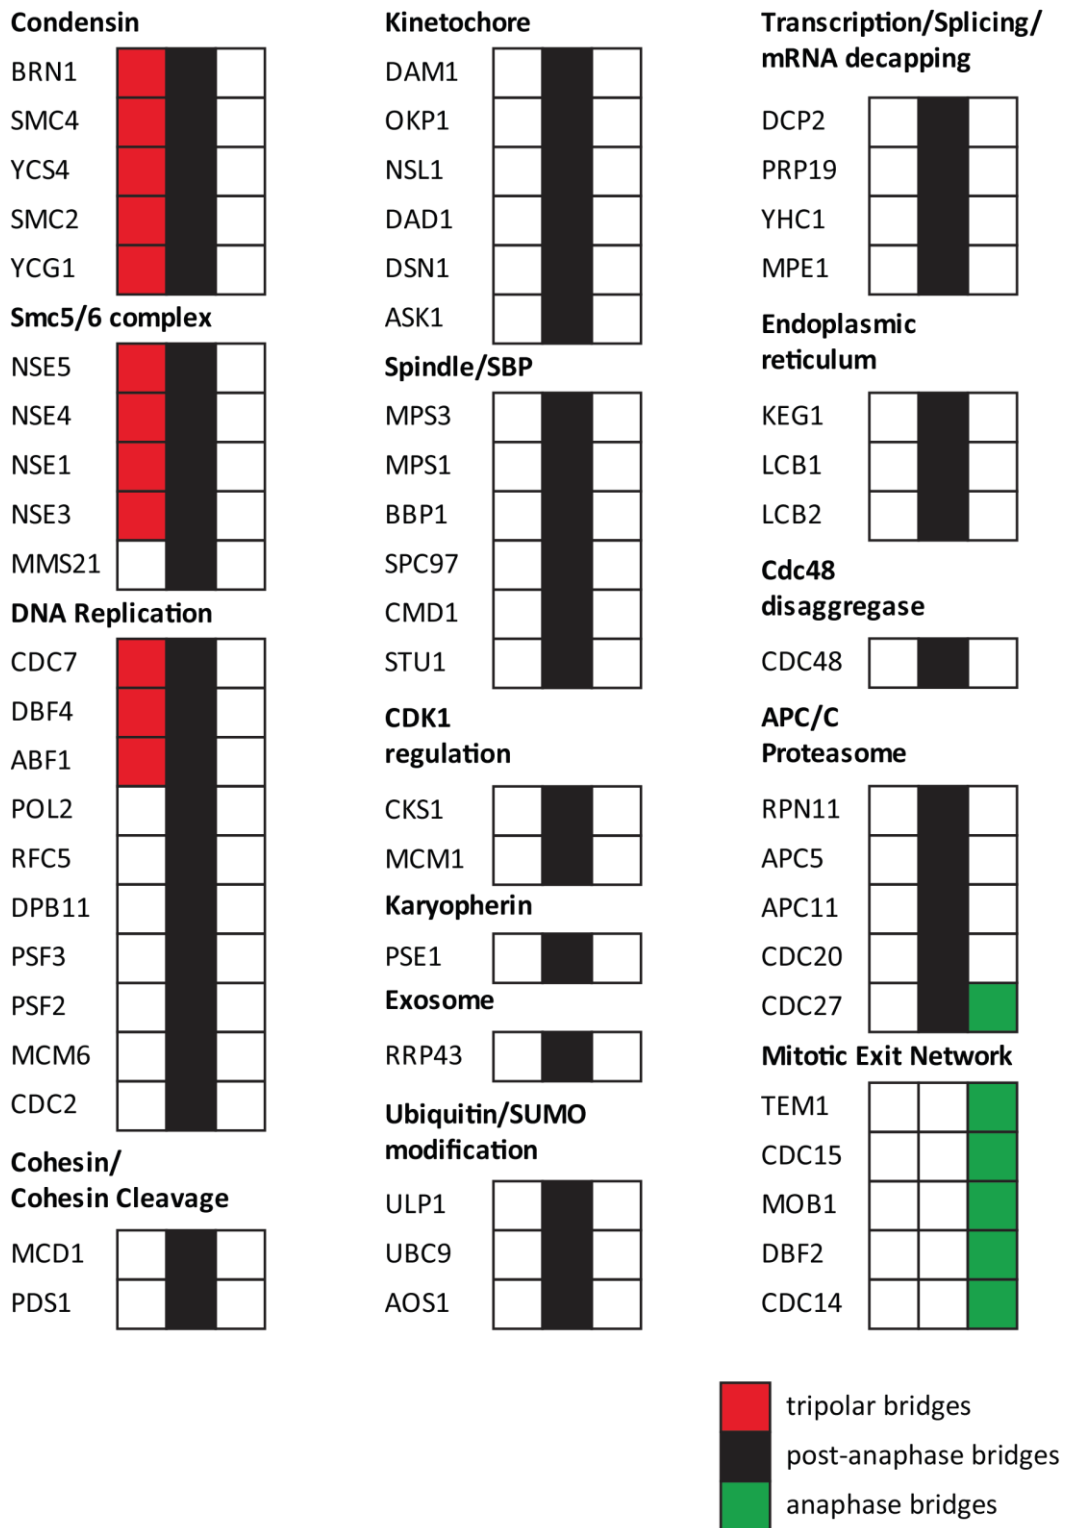 Condensin
BRN1
SMC4
YCS4
SMC2
YCG1
Smc5/6 complex
NSE5
NSE4
NSE1
NSE3
MMS21
DNA Replication
CDC7
DBF4
ABF1
POL2
RFC5
DPB11
PSF3
PSF2
MCM6
CDC2
Cohesin/
Cohesin Cleavage
MCD1
PDS1
Kinetochore
DAM1
OKP1
NSL1
DAD1
DSN1
ASK1
Spindle/SBP
MPS3
MPS1
BBP1
SPC97
CMD1
STU1
CDK1
regulation
CKS1
MCM1
Karyopherin
PSE1
Exosome
RRP43
Ubiquitin/SUMO
modification
ULP1
UBC9
AOS1
Transcription/Splicing/
mRNA decapping
DCP2
PRP19
YHC1
MPE1
Endoplasmic
reticulum
KEG1
LCB1
LCB2
Cdc48
disaggregase
CDC48
APC/C
Proteasome
RPN11
APC5
APC11
CDC20
CDC27
Mitotic Exit Network
TEM1
CDC15
MOB1
DBF2
CDC14
tripolar bridges
post-anaphase bridges
anaphase bridges